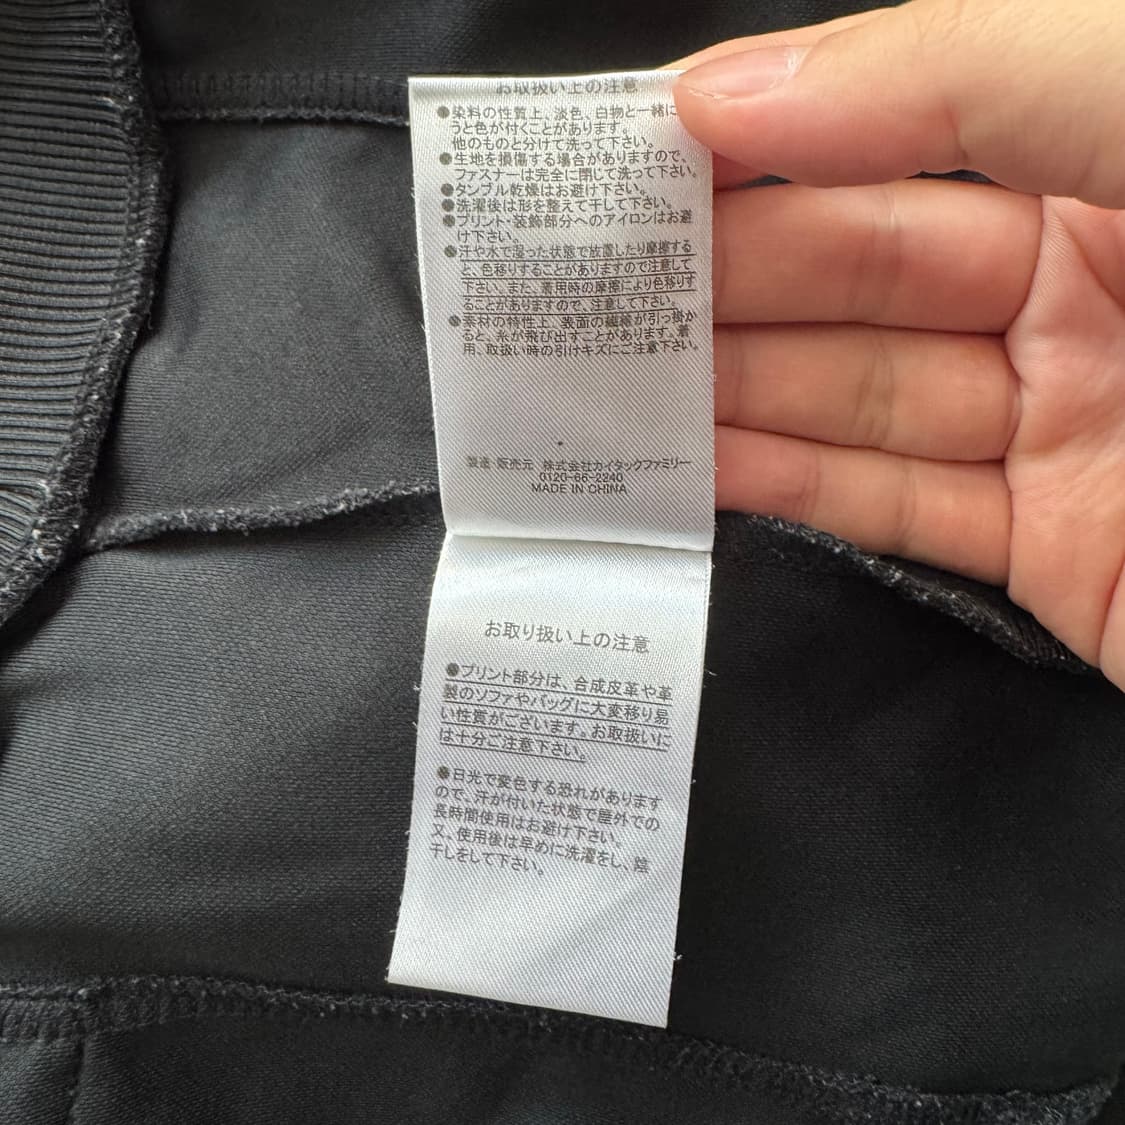 お取扱い上の注意
●染料の性質上、淡色、白物と一緒に
うと色が付くことがあります。
他のものと分けて洗って下さい。
●生地を損傷する場合がありますので、
ファスナーは完全に閉じて洗って下さい。
●タンブル乾燥はお避け下さい。
●洗濯後は形を整えて干して下さい。
●プリント・装飾部分へのアイロンはお避
け下さい。
●汗や水で湿った状態で放置したり摩擦する
と、色移りすることがありますので注意して
下さい。また、着用時の摩擦により色移りす
ることがありますので、注意して下さい。
●素材の特性上、表面の繊維が引っ掛か
ると、糸が飛び出すことがあります。着
用、取扱い時の引けキズにご注意下さい。
製造・販売元 株式会社カイタックファミリー
0120-66-2240
MADE IN CHINA
お取り扱い上の注意
●プリント部分は、合成皮革や革
製のソファやバッグに大変移り易
い性質がございます。お取扱いに
は十分ご注意下さい。
●日光で変色する恐れがあります
ので、汗が付いた状態で屋外での
長時間使用はお避け下さい。
又、使用後は早めに洗濯をし、陰
干しをして下さい。